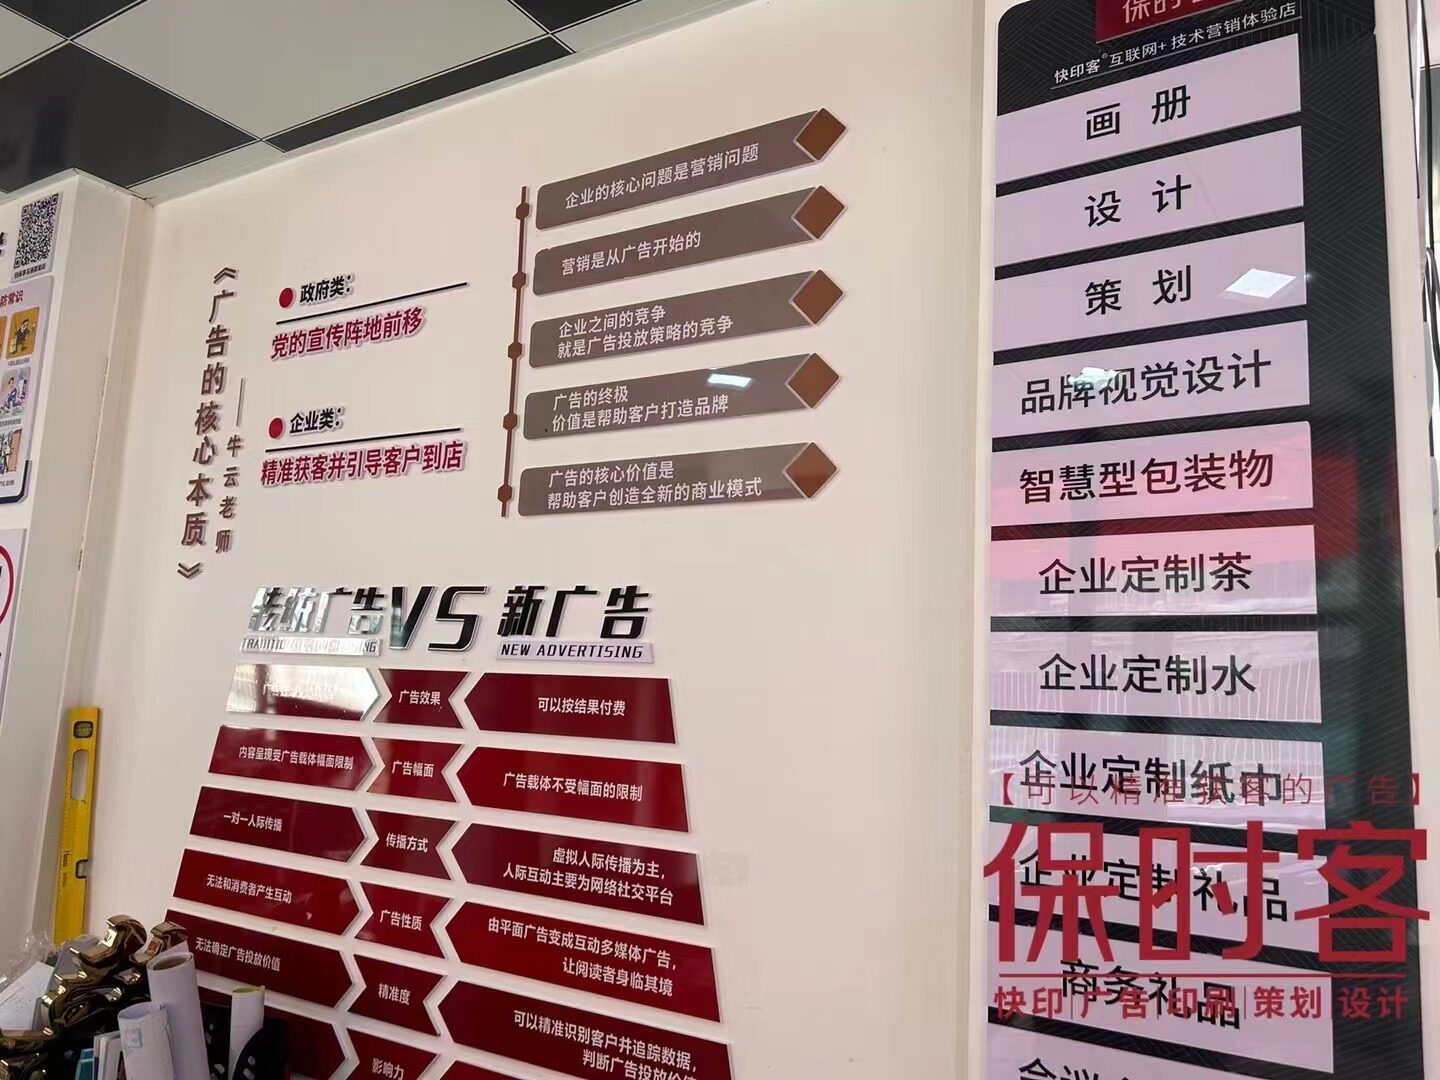 防常识
《广告的核心本质》
——牛云老师
政府类：
党的宣传阵地前移
企业类：
精准获客并引导客户到店
企业的核心问题是营销问题
营销是从广告开始的
企业之间的竞争
就是广告投放策略的竞争
广告的终极
价值是帮助客户打造品牌
广告的核心价值是
帮助客户创造全新的商业模式
传统广告VS新广告
NEW ADVERTISING
广告效果
可以按结果付费
内容呈现受广告载体幅面限制
广告幅面
广告载体不受幅面的限制
一对一人际传播
传播方式
虚拟人际传播为主，
人际互动主要为网络社交平台
无法和消费者产生互动
广告性质
由平面广告变成互动多媒体广告，
让阅读者身临其境
无法确定广告投放价值
精准度
可以精准识别客户并追踪数据，
判断广告投放价值
影响力
保时客
快印客®互联网+技术营销体验店
画册
设计
策划
品牌视觉设计
智慧型包装物
企业定制茶
企业定制水
企业定制纸巾
企业定制礼品
商务礼品
【可以精准获客的广告】
保时客
快印|广告|印刷|策划|设计